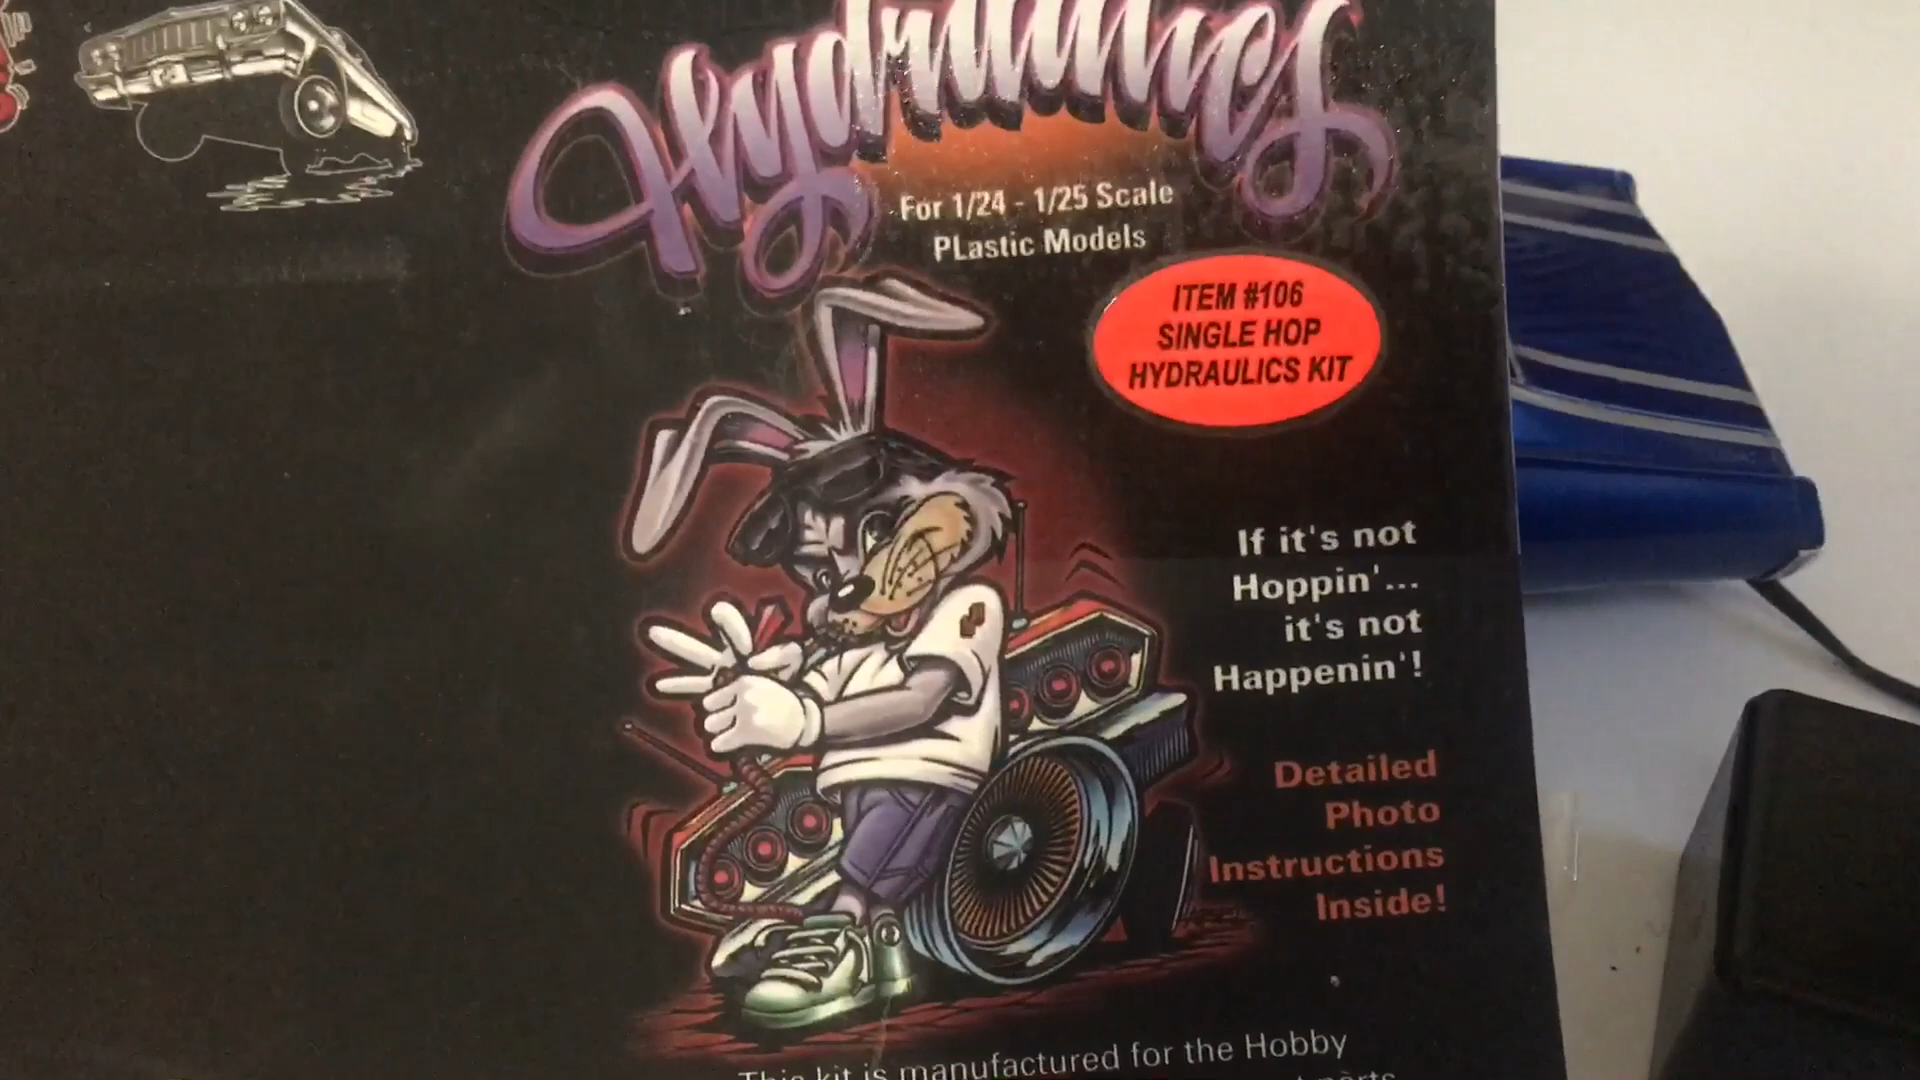 For 1/24 - 1/25 Scale
PLastic Models
ITEM #106
SINGLE HOP
HYDRAULICS KIT
If it's not
Hoppin'...
it's not
Happenin'!
Detailed
Photo
Instructions
Inside!
This kit is manufactured for the Hobby
parts